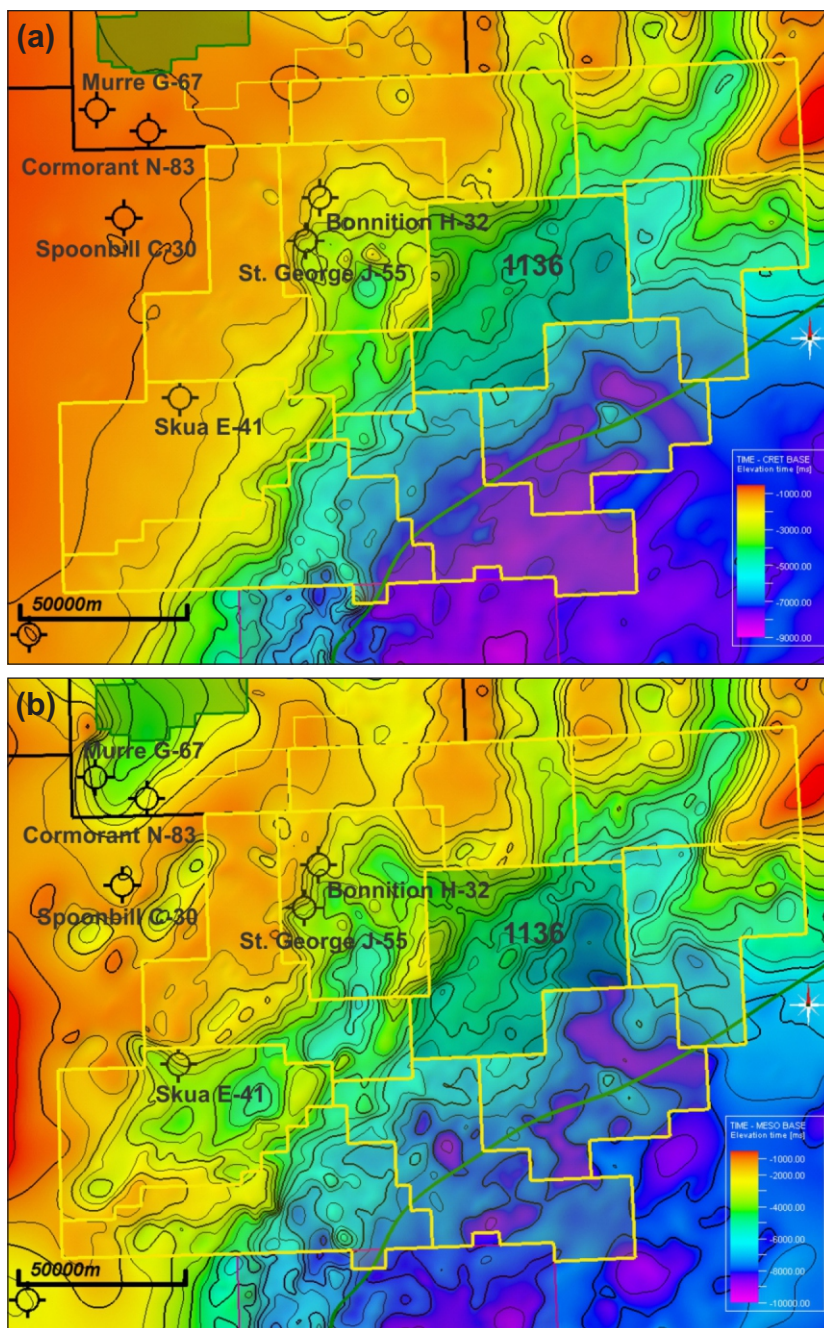 (a)
Murre G-67
Cormorant N-83
Spoonbill C-30
Bonnition H-32
St. George J-55
1136
Skua E-41
TIME - CRET BASE
Elevation time [ms]
-1000.00
-3000.00
-5000.00
-7000.00
-9000.00
50000m
(b)
Murre G-67
Cormorant N-83
Spoonbill C-30
Bonnition H-32
St. George J-55
1136
Skua E-41
TIME - MESO BASE
Elevation time [ms]
-1000.00
-2000.00
-4000.00
-6000.00
-8000.00
-10000.00
50000m